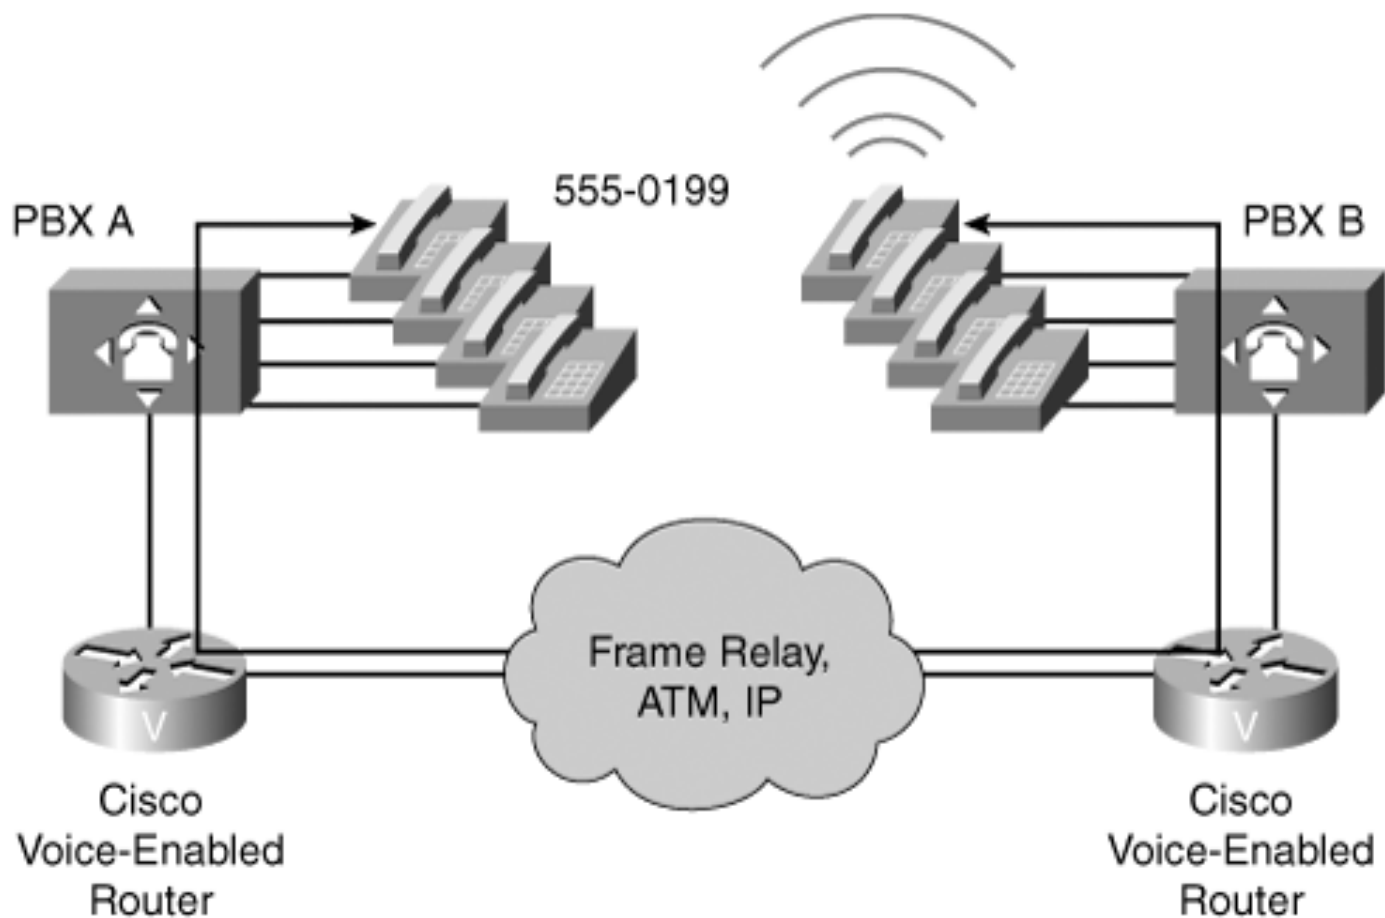 555-0199
PBX A
PBX B
Frame Relay,
ATM, IP
V
V
Cisco
Voice-Enabled
Router
Cisco
Voice-Enabled
Router